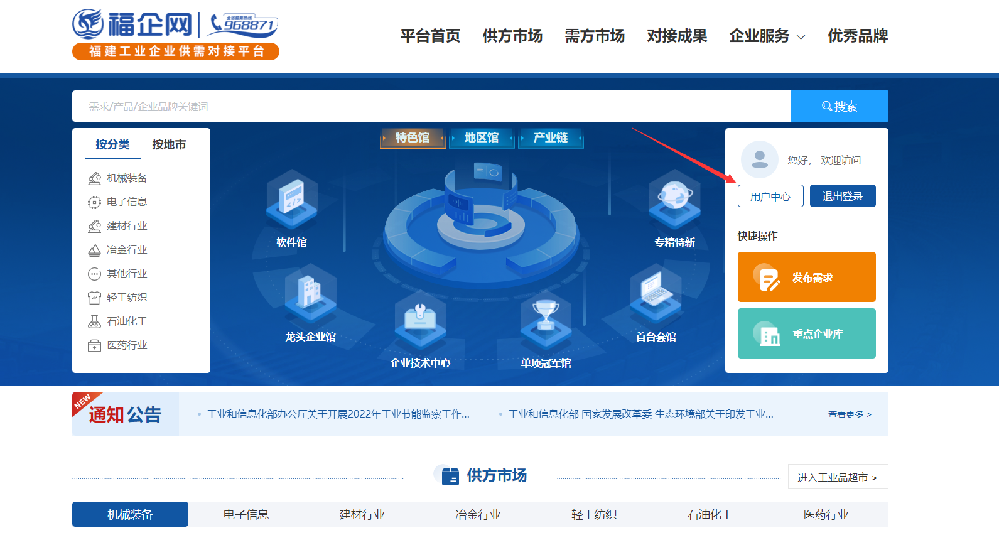 福企网
全省服务热线
968871
福建工业企业供需对接平台
平台首页 供方市场 需方市场 对接成果 企业服务 优秀品牌
需求/产品/企业品牌关键词
搜索
按分类 按地市
机械装备
电子信息
建材行业
冶金行业
其他行业
轻工纺织
石油化工
医药行业
特色馆 地区馆 产业链
软件馆
专精特新
龙头企业馆
首台套馆
企业技术中心
单项冠军馆
您好， 欢迎访问
用户中心 退出登录
快捷操作
发布需求
重点企业库
NEW
通知公告
工业和信息化部办公厅关于开展2022年工业节能监察工作...
工业和信息化部 国家发展改革委 生态环境部关于印发工业...
查看更多 >
供方市场
进入工业品超市 >
机械装备 电子信息 建材行业 冶金行业 轻工纺织 石油化工 医药行业